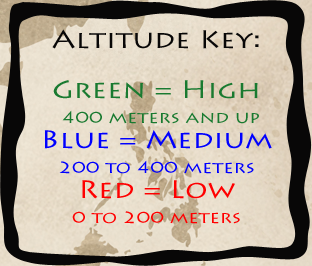 Altitude Key:
Green = High
400 meters and up
Blue = Medium
200 to 400 meters
Red = Low
0 to 200 meters